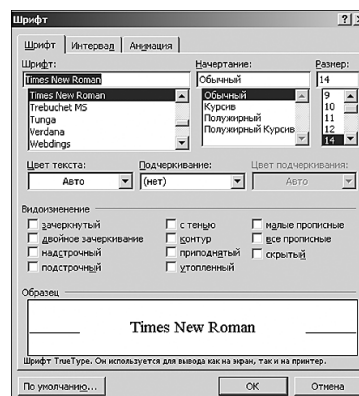 Шрифт
Шрифт Интервал Анимация
Шрифт: Начертание: Размер:
Times New Roman Обычный 14
Times New Roman Обычный 9
Trebuchet MS Курсив 10
Tunga Полужирный 11
Verdana Полужирный Курсив 12
Webdings 14
Цвет текста: Подчеркивание: Цвет подчеркивания:
Авто (нет) Авто
Видоизменение
зачеркнутый с тенью малые прописные
двойное зачеркивание контур все прописные
надстрочный приподнятый скрытый
подстрочный утопленный
Образец
Times New Roman
Шрифт TrueType. Он используется для вывода как на экран, так и на принтер.
По умолчанию... ОК Отмена